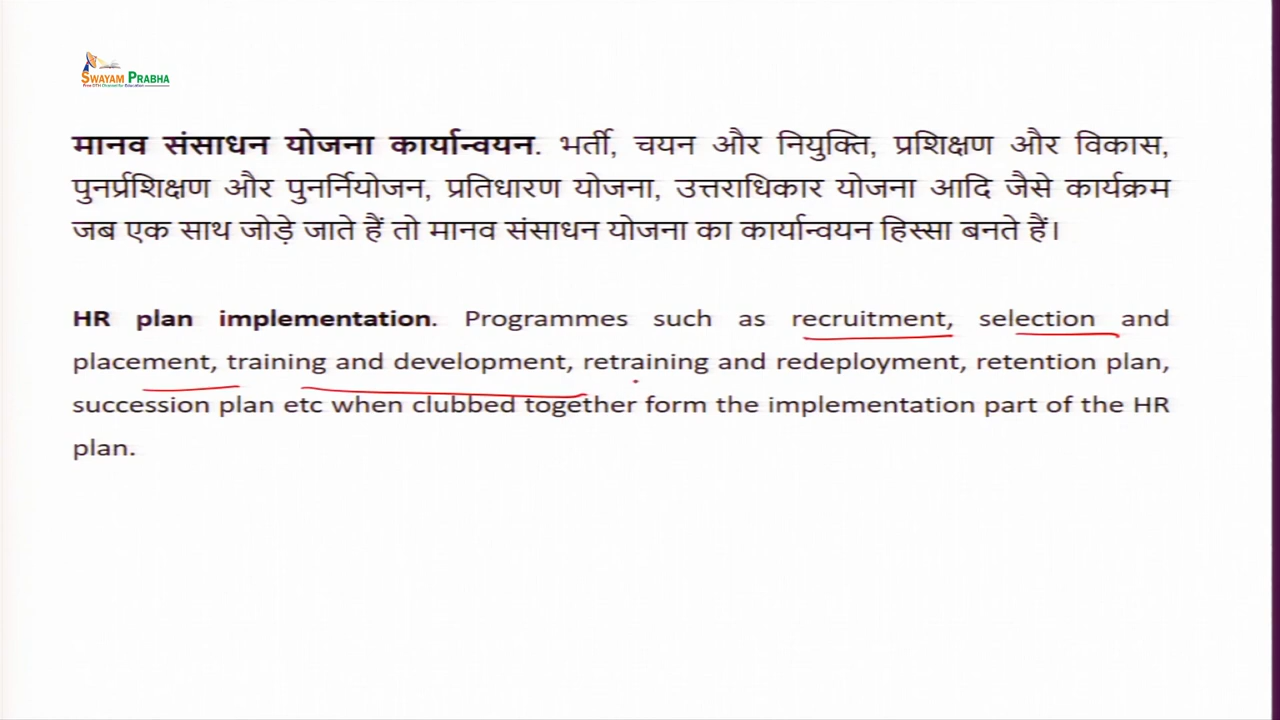 SWAYAM PRABHA
मानव संसाधन योजना कार्यान्वयन. भर्ती, चयन और नियुक्ति, प्रशिक्षण और विकास,
पुनर्प्रशिक्षण और पुनर्नियोजन, प्रतिधारण योजना, उत्तराधिकार योजना आदि जैसे कार्यक्रम
जब एक साथ जोड़े जाते हैं तो मानव संसाधन योजना का कार्यान्वयन हिस्सा बनते हैं।
HR plan implementation. Programmes such as recruitment, selection and
placement, training and development, retraining and redeployment, retention plan,
succession plan etc when clubbed together form the implementation part of the HR
plan.